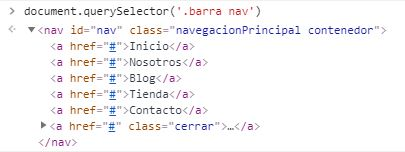 > document.querySelector('.barra nav')
<· ▼<nav id="nav" class="navegacionPrincipal contenedor">
<a href="#">Inicio</a>
<a href="#">Nosotros</a>
<a href="#">Blog</a>
<a href="#">Tienda</a>
<a href="#">Contacto</a>
▶<a href="#" class="cerrar">…</a>
</nav>